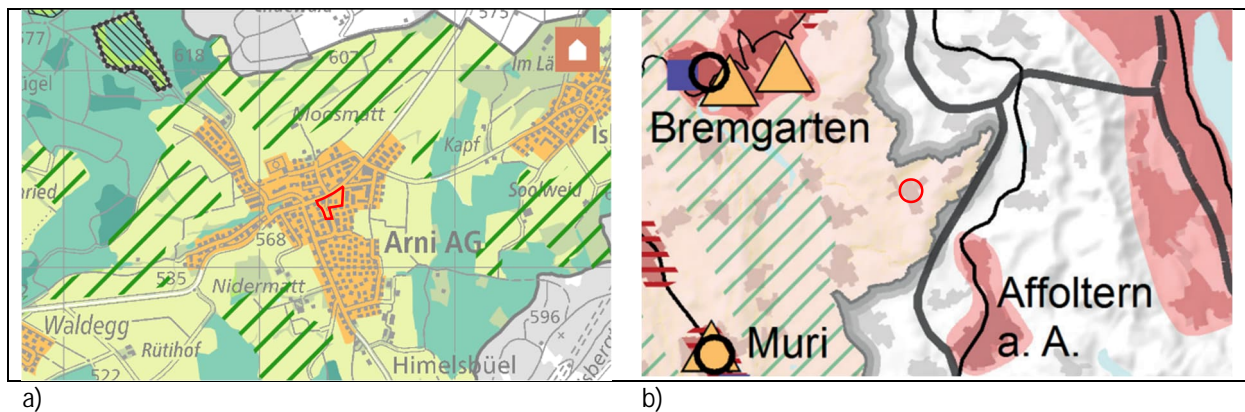 577
618
607
575
ügel
Moosmatt
Im Lä
Kapf
Is
ried
Soolweid
568
Arni AG
535
Nidermatt
Waldegg
596
Rütihof
522
Himelsbüel
sberg
Bremgarten
Muri
Affoltern
a. A.
a)
b)